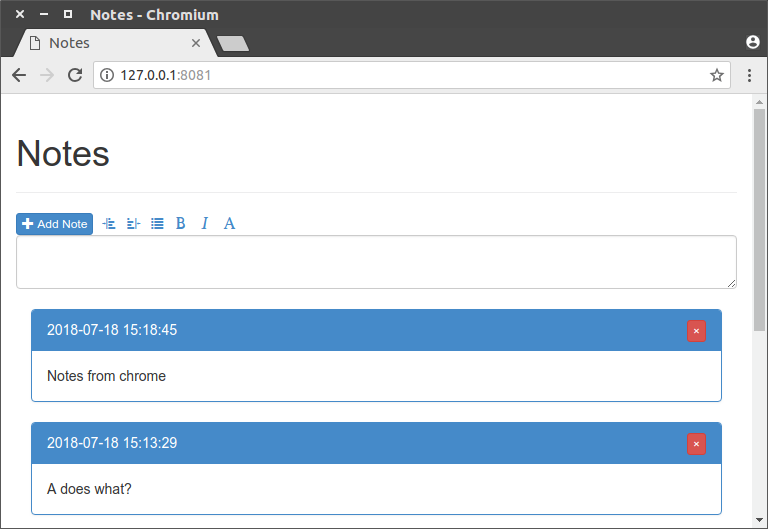 Notes - Chromium
Notes
127.0.0.1:8081
Notes
Add Note B I A
2018-07-18 15:18:45
Notes from chrome
2018-07-18 15:13:29
A does what?